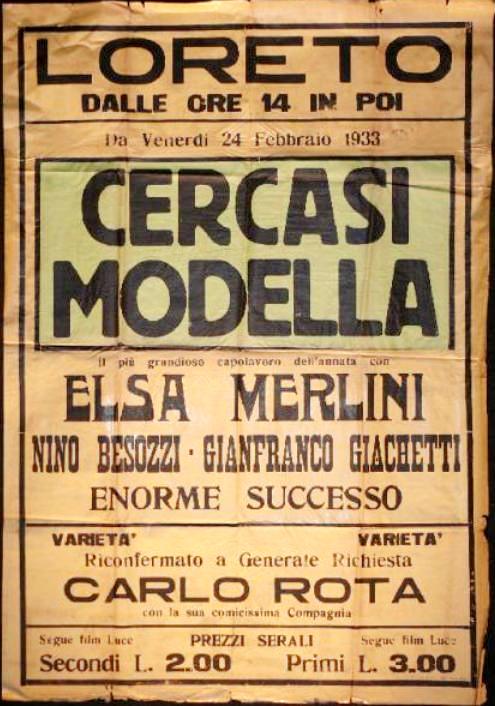 LORETO
DALLE ORE 14 IN POI
Da Venerdi 24 Febbraio 1933
CERCASI
MODELLA
il più grandioso capolavoro dell'annata con
ELSA MERLINI
NINO BESOZZI - GIANFRANCO GIACHETTI
ENORME SUCCESSO
VARIETA' VARIETA'
Riconfermato a Generale Richiesta
CARLO ROTA
con la sua comicissima Compagnia
Segue film Luce PREZZI SERALI Segue film Luce
Secondi L. 2.00 Primi L. 3.00